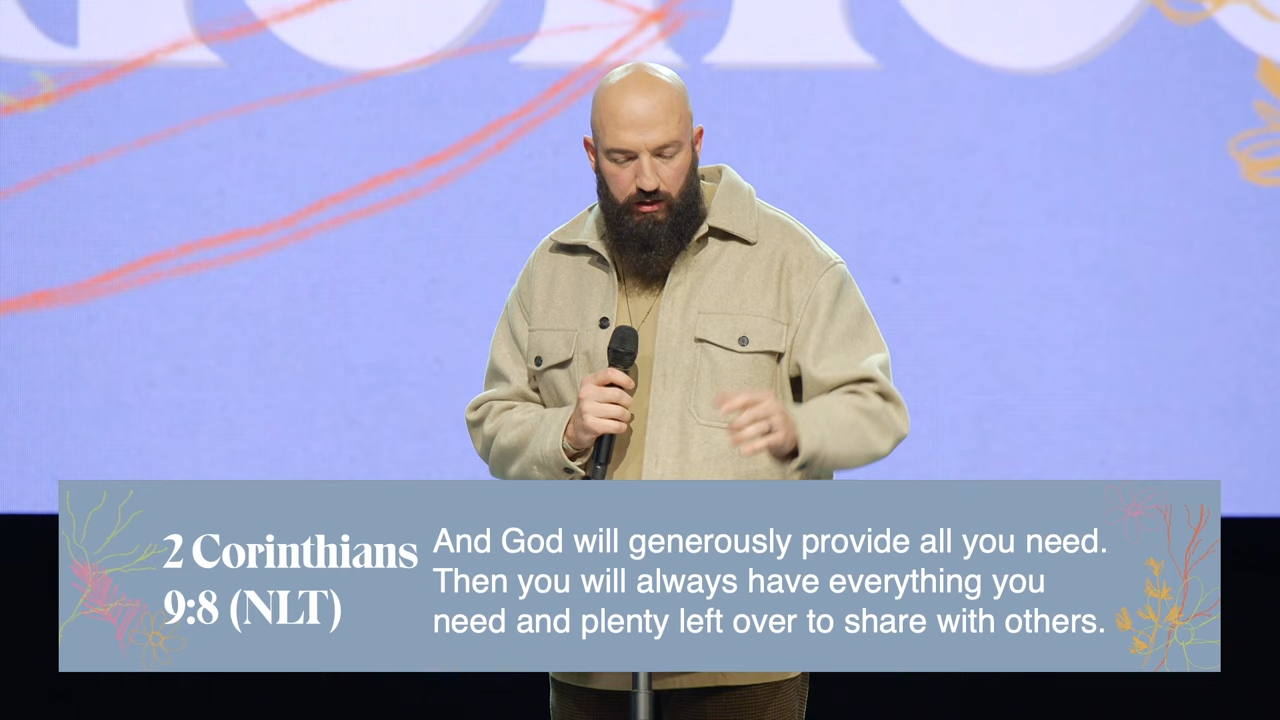 2 Corinthians
9:8 (NLT)
And God will generously provide all you need.
Then you will always have everything you
need and plenty left over to share with others.